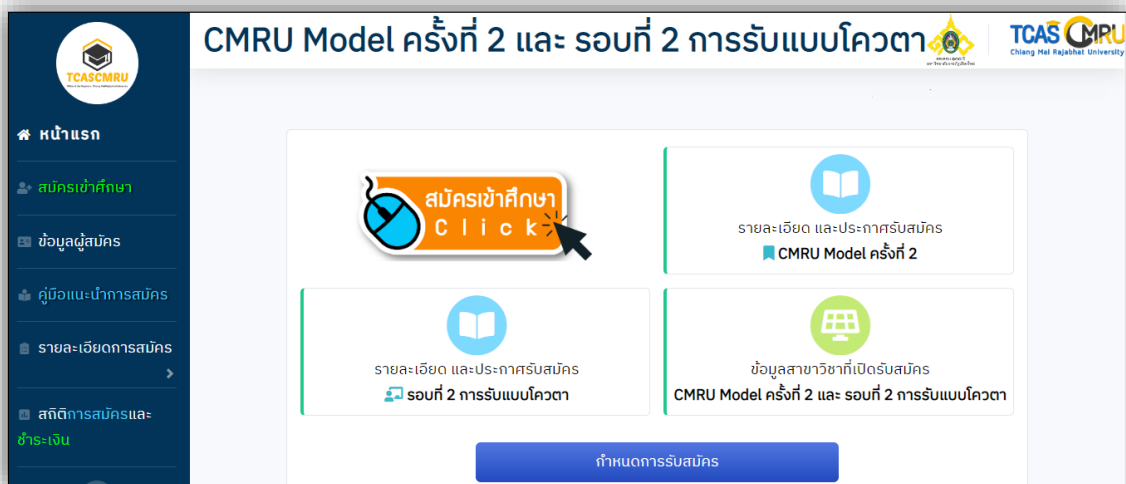 CMRU Model ครั้งที่ 2 และ รอบที่ 2 การรับแบบโควตา
TCAS CMRU
Chiang Mai Rajabhat University
TCASCMRU
หน้าแรก
สมัครเข้าศึกษา
ข้อมูลผู้สมัคร
คู่มือแนะนำการสมัคร
รายละเอียดการสมัคร
สถิติการสมัครและ
ชำระเงิน
สมัครเข้าศึกษา
Click
รายละเอียด และประกาศรับสมัคร
CMRU Model ครั้งที่ 2
รายละเอียด และประกาศรับสมัคร
รอบที่ 2 การรับแบบโควตา
ข้อมูลสาขาวิชาที่เปิดรับสมัคร
CMRU Model ครั้งที่ 2 และ รอบที่ 2 การรับแบบโควตา
กำหนดการรับสมัคร